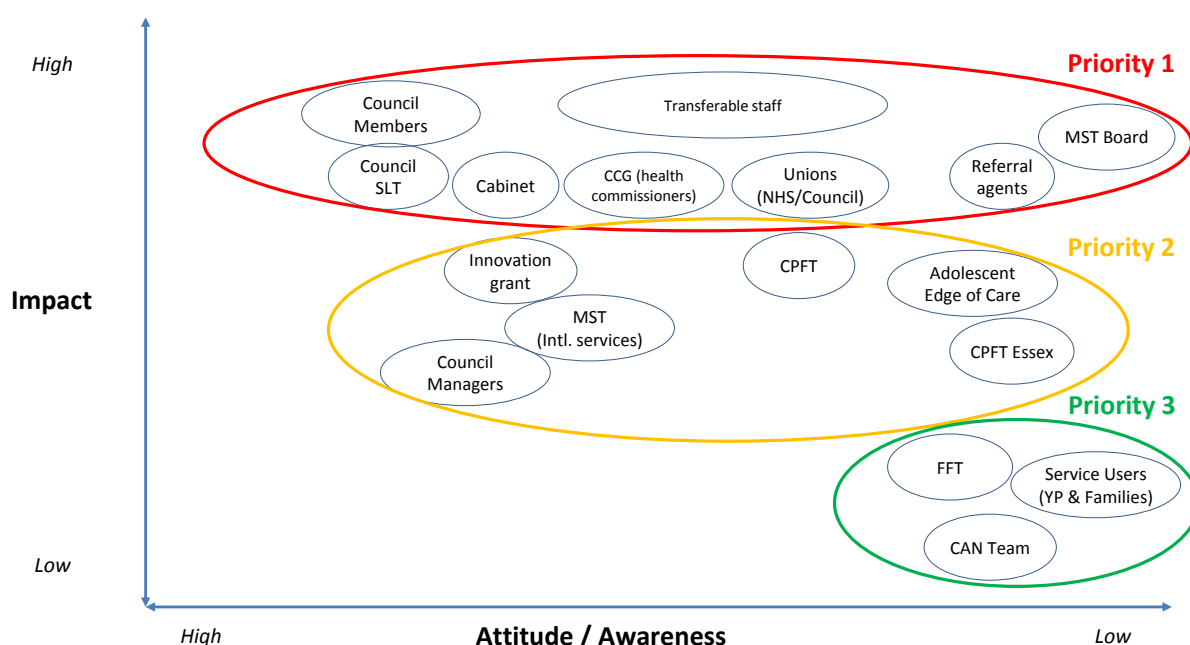 High
Priority 1
Council
Members
Transferable staff
MST Board
Council
SLT
Cabinet
CCG (health
commissioners)
Unions
(NHS/Council)
Referral
agents
Priority 2
Innovation
grant
CPFT
Adolescent
Edge of Care
Impact
MST
(Intl. services)
CPFT Essex
Council
Managers
Priority 3
FFT
Service Users
(YP & Families)
CAN Team
Low
High
Attitude / Awareness
Low